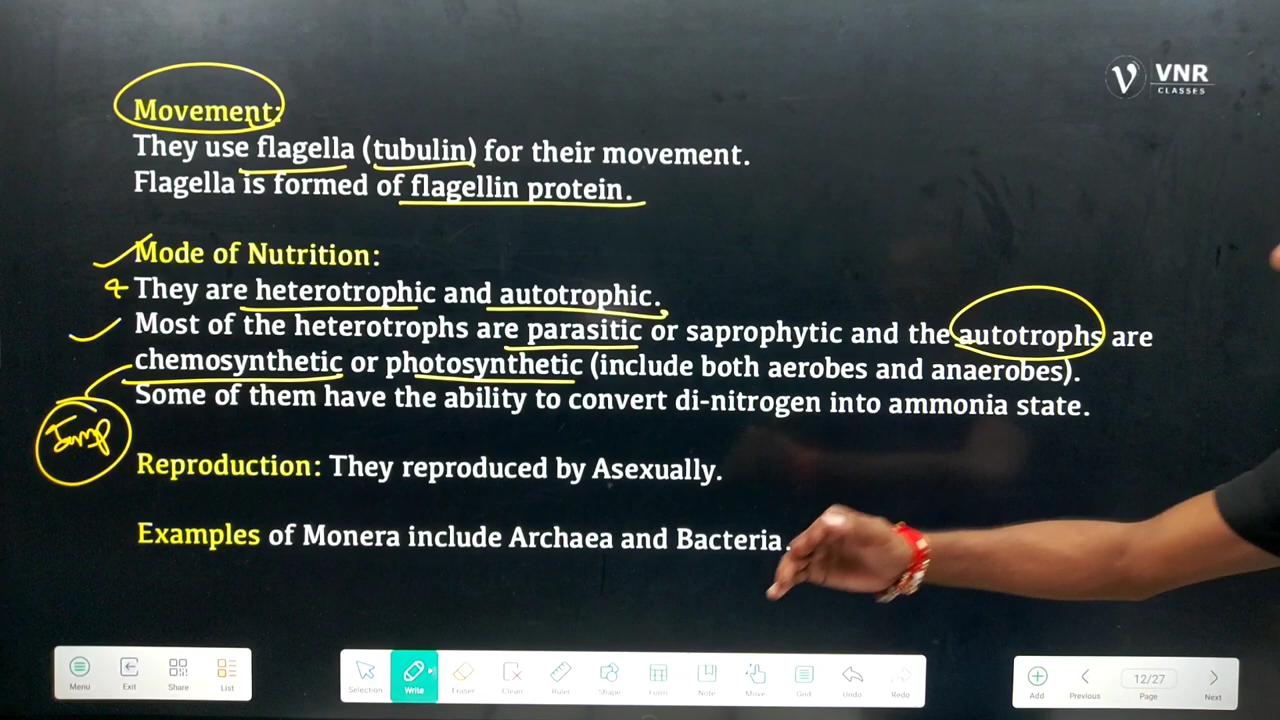 VNR
CLASSES
Movement:
They use flagella (tubulin) for their movement.
Flagella is formed of flagellin protein.
Mode of Nutrition:
They are heterotrophic and autotrophic.
Most of the heterotrophs are parasitic or saprophytic and the autotrophs are
chemosynthetic or photosynthetic (include both aerobes and anaerobes).
Some of them have the ability to convert di-nitrogen into ammonia state.
Imp
Reproduction: They reproduced by Asexually.
Examples of Monera include Archaea and Bacteria.
Menu Exit Share List Selection Write Eraser Clean Ruler Shape Form Note Move Grid Undo Redo Add Previous 12/27 Page Next